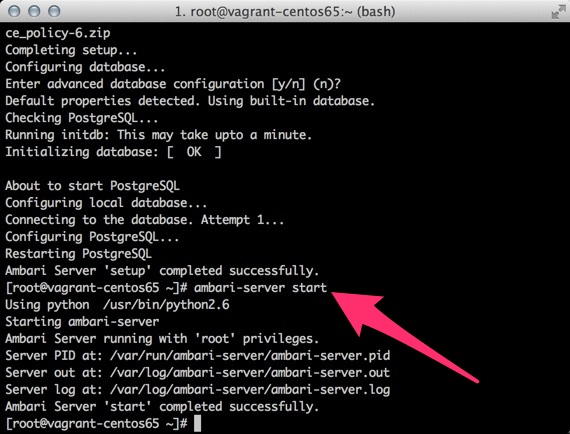 1. root@vagrant-centos65:~ (bash)
ce_policy-6.zip
Completing setup...
Configuring database...
Enter advanced database configuration [y/n] (n)?
Default properties detected. Using built-in database.
Checking PostgreSQL...
Running initdb: This may take upto a minute.
Initializing database: [  OK  ]
About to start PostgreSQL
Configuring local database...
Connecting to the database. Attempt 1...
Configuring PostgreSQL...
Restarting PostgreSQL
Ambari Server 'setup' completed successfully.
[root@vagrant-centos65 ~]# ambari-server start
Using python  /usr/bin/python2.6
Starting ambari-server
Ambari Server running with 'root' privileges.
Server PID at: /var/run/ambari-server/ambari-server.pid
Server out at: /var/log/ambari-server/ambari-server.out
Server log at: /var/log/ambari-server/ambari-server.log
Ambari Server 'start' completed successfully.
[root@vagrant-centos65 ~]#